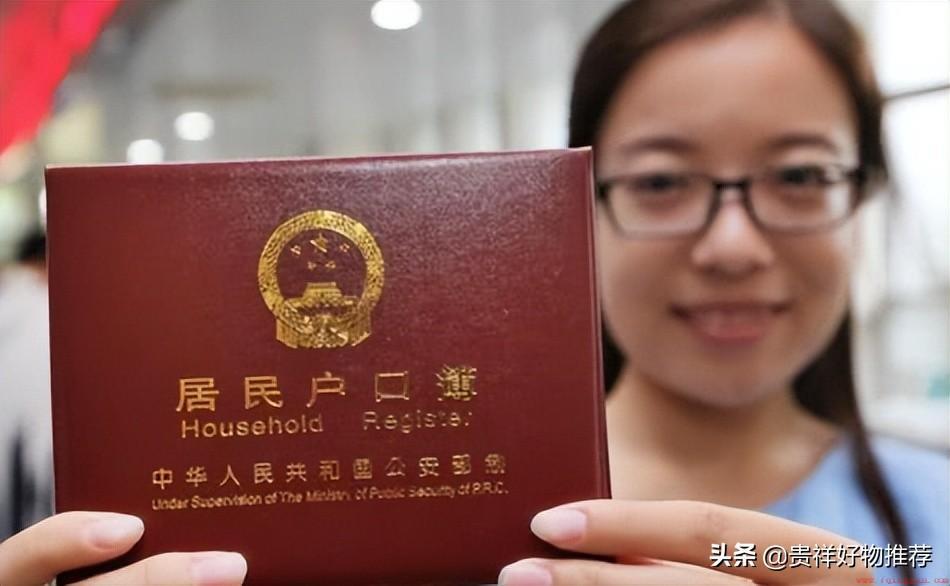 居民户口簿
Household Register
中华人民共和国公安部制
Under Supervision of The Ministry of Public Security of P.R.C.
头条 @贵祥好物推荐